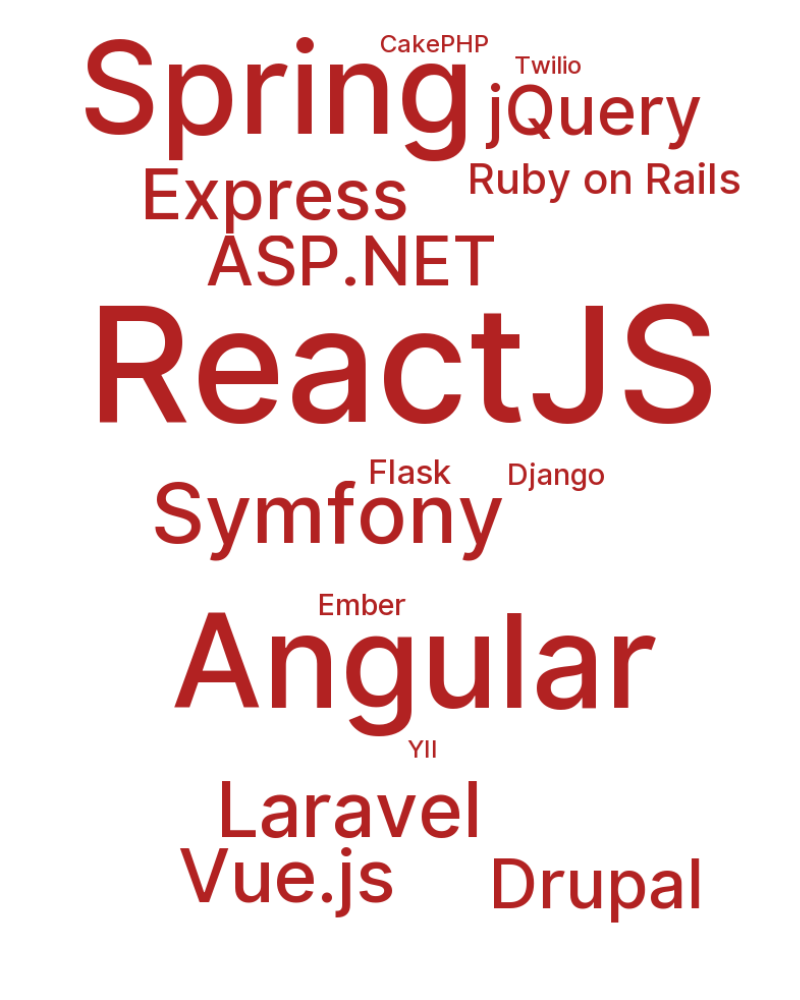 CakePHP
Spring
Twilio
jQuery
Ruby on Rails
Express
ASP.NET
ReactJS
Flask
Django
Symfony
Ember
Angular
YII
Laravel
Vue.js
Drupal